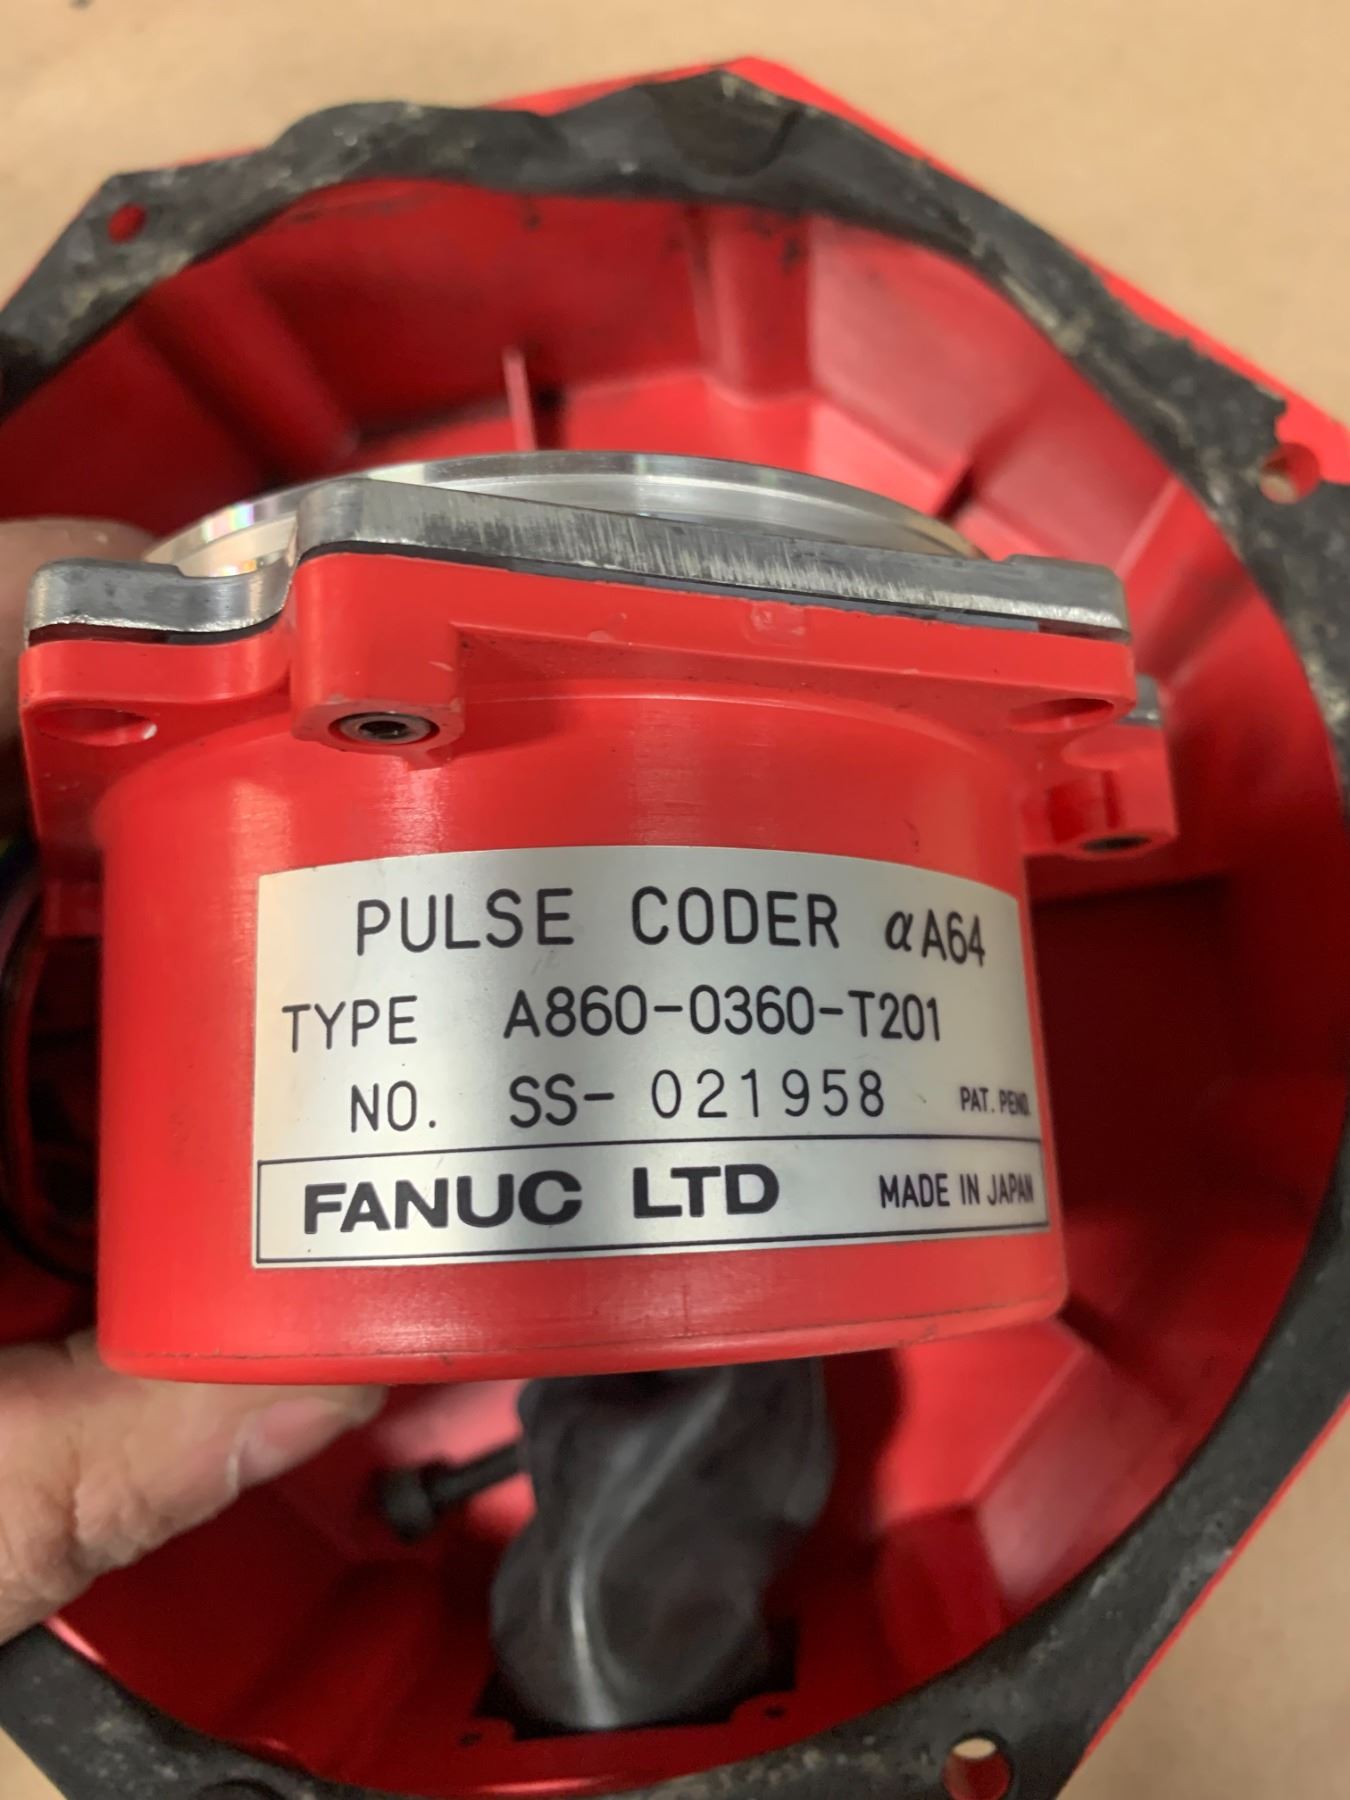 PULSE CODER αA64
TYPE A860-0360-T201
NO. SS- 021958 PAT. PEND.
FANUC LTD MADE IN JAPAN